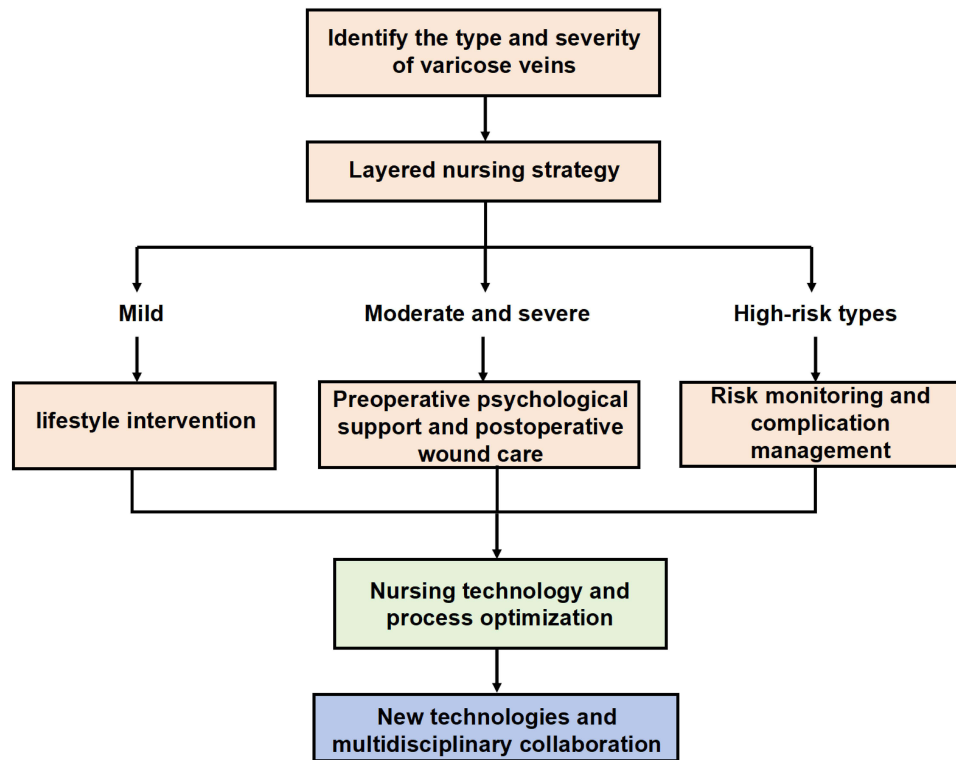 Identify the type and severity
of varicose veins
Layered nursing strategy
Mild
Moderate and severe
High-risk types
lifestyle intervention
Preoperative psychological
support and postoperative
wound care
Risk monitoring and
complication
management
Nursing technology and
process optimization
New technologies and
multidisciplinary collaboration